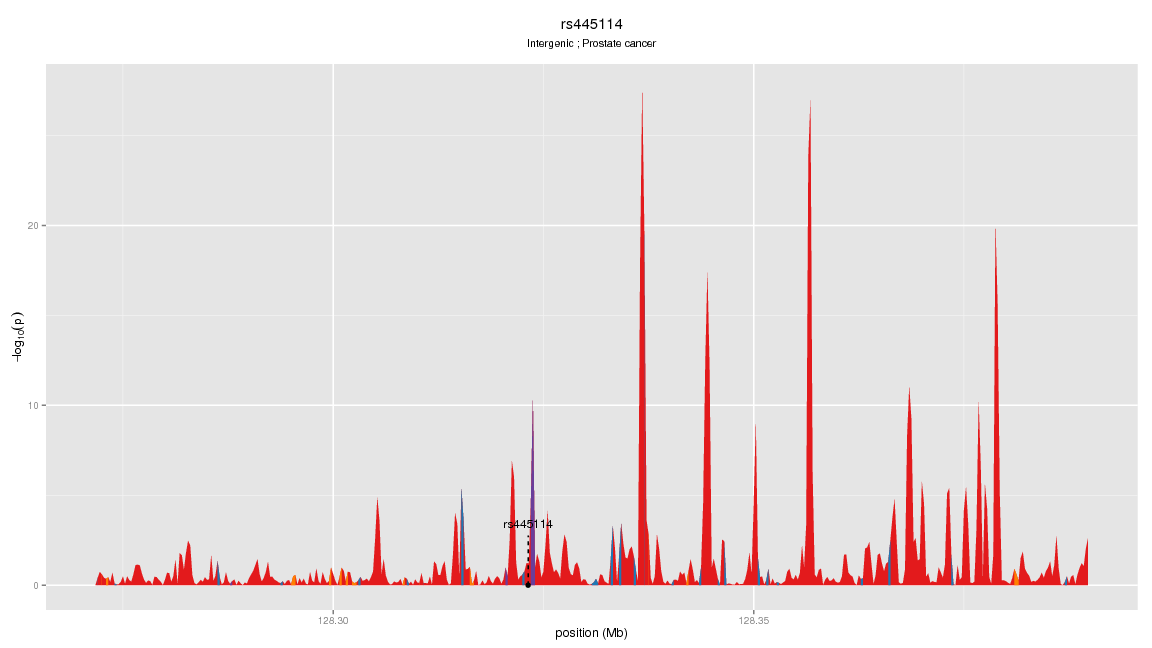 rs445114
Intergenic ; Prostate cancer
−log10(p)
20
10
0
rs445114
128.30
128.35
position (Mb)